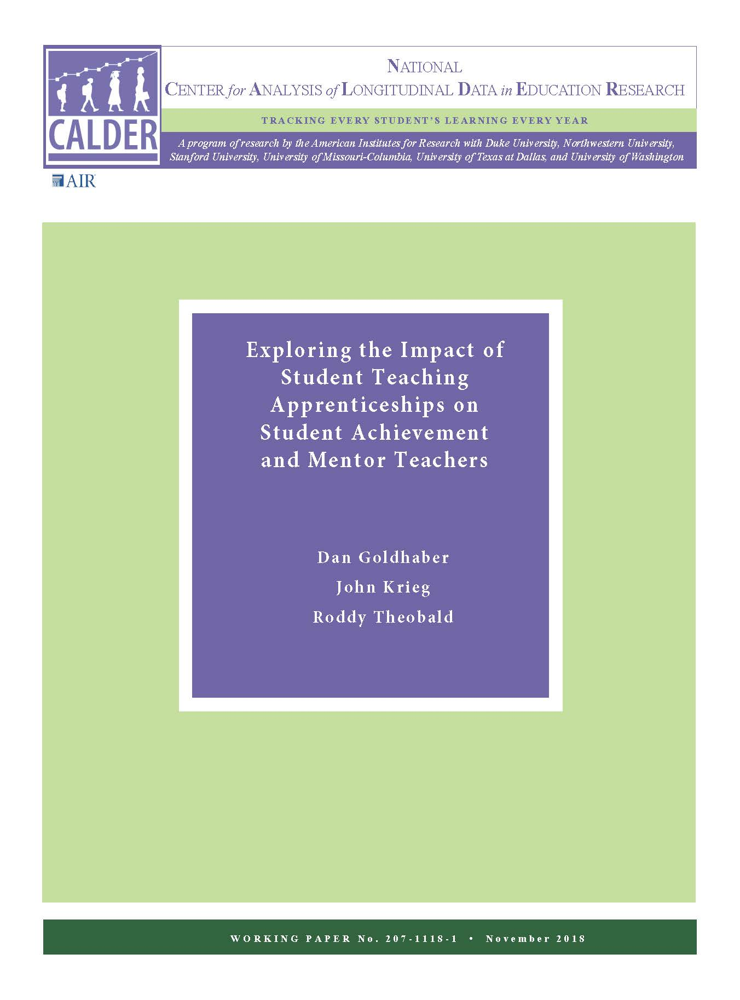 NATIONAL
CENTER for ANALYSIS of LONGITUDINAL DATA in EDUCATION RESEARCH
TRACKING EVERY STUDENT'S LEARNING EVERY YEAR
A program of research by the American Institutes for Research with Duke University, Northwestern University,
Stanford University, University of Missouri-Columbia, University of Texas at Dallas, and University of Washington
CALDER
AIR
Exploring the Impact of
Student Teaching
Apprenticeships on
Student Achievement
and Mentor Teachers
Dan Goldhaber
John Krieg
Roddy Theobald
WORKING PAPER No. 207-1118-1 • November 2018